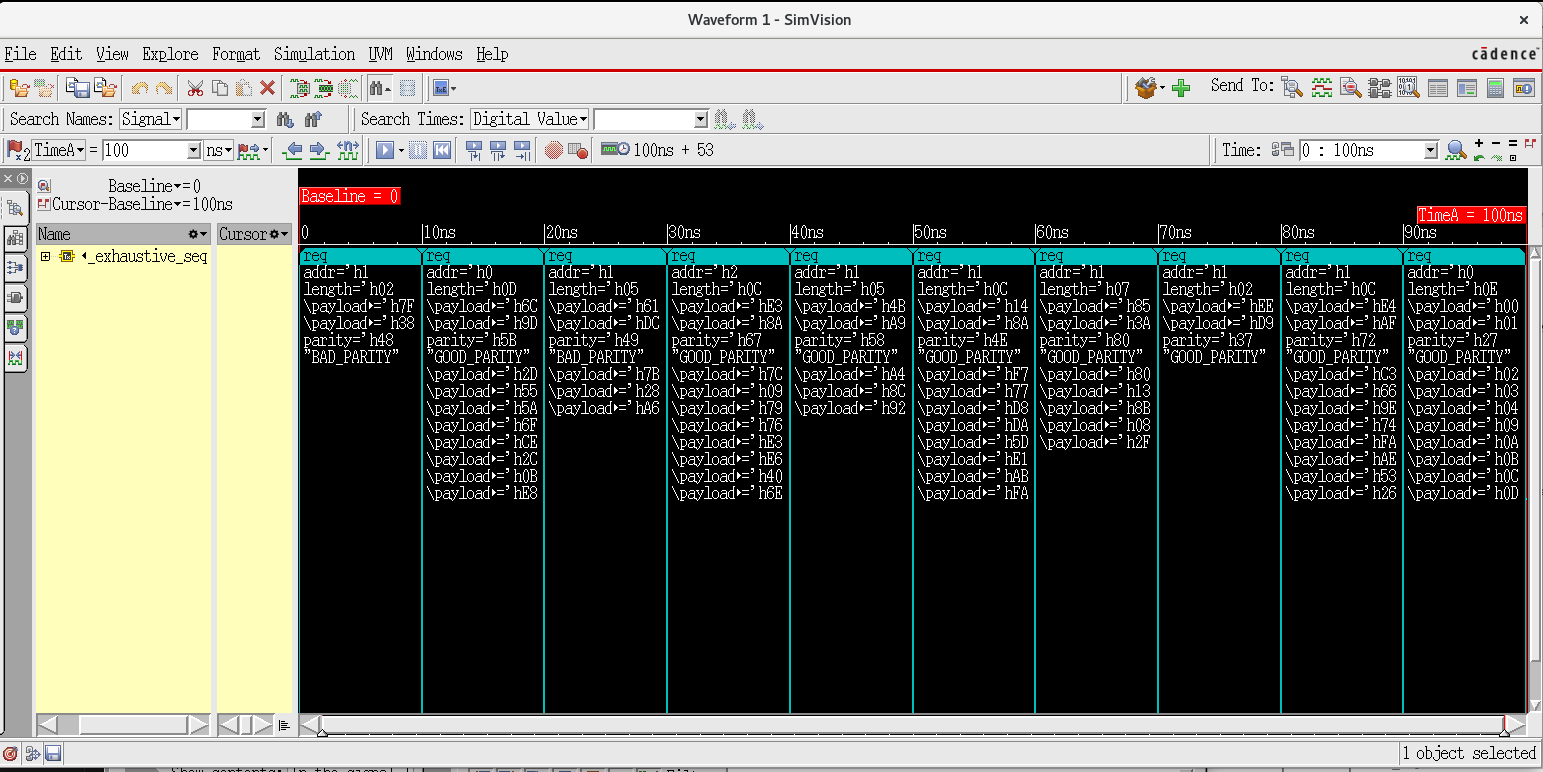 Waveform 1 - SimVision
File Edit View Explore Format Simulation UVM Windows Help
cādence
Send To:
Search Names: Signal
Search Times: Digital Value
TimeA = 100 ns
100ns + 53
Time: 0 : 100ns
Baseline=0
Cursor-Baseline=100ns
Name
Cursor
_exhaustive_seq
Baseline = 0
TimeA = 100ns
0 10ns 20ns 30ns 40ns 50ns 60ns 70ns 80ns 90ns
req
addr='h1
length='h02
\payload='h7F
\payload='h38
parity='h48
"BAD_PARITY"
req
addr='h0
length='h0D
\payload='h6C
\payload='h9D
parity='h5B
"GOOD_PARITY"
\payload='h2D
\payload='h55
\payload='h5A
\payload='h6F
\payload='hCE
\payload='h2C
\payload='h0B
\payload='hE8
req
addr='h1
length='h05
\payload='h61
\payload='hDC
parity='h49
"BAD_PARITY"
\payload='h7B
\payload='h28
\payload='hA6
req
addr='h2
length='h0C
\payload='hE3
\payload='h8A
parity='h67
"GOOD_PARITY"
\payload='h7C
\payload='h09
\payload='h79
\payload='h76
\payload='hE3
\payload='hE6
\payload='h40
\payload='h6E
req
addr='h1
length='h05
\payload='h4B
\payload='hA9
parity='h58
"GOOD_PARITY"
\payload='hA4
\payload='h8C
\payload='h92
req
addr='h1
length='h0C
\payload='h14
\payload='h8A
parity='h4E
"GOOD_PARITY"
\payload='hF7
\payload='h77
\payload='hD8
\payload='hDA
\payload='h5D
\payload='hE1
\payload='hAB
\payload='hFA
req
addr='h1
length='h07
\payload='h85
\payload='h3A
parity='h80
"GOOD_PARITY"
\payload='h80
\payload='h13
\payload='h8B
\payload='h08
\payload='h2F
req
addr='h1
length='h02
\payload='hEE
\payload='hD9
parity='h37
"GOOD_PARITY"
req
addr='h1
length='h0C
\payload='hE4
\payload='hAF
parity='h72
"GOOD_PARITY"
\payload='hC3
\payload='h66
\payload='h9E
\payload='h74
\payload='hFA
\payload='hAE
\payload='h53
\payload='h26
req
addr='h0
length='h0E
\payload='h00
\payload='h01
parity='h27
"GOOD_PARITY"
\payload='h02
\payload='h03
\payload='h04
\payload='h09
\payload='h0A
\payload='h0B
\payload='h0C
\payload='h0D
1 object selected